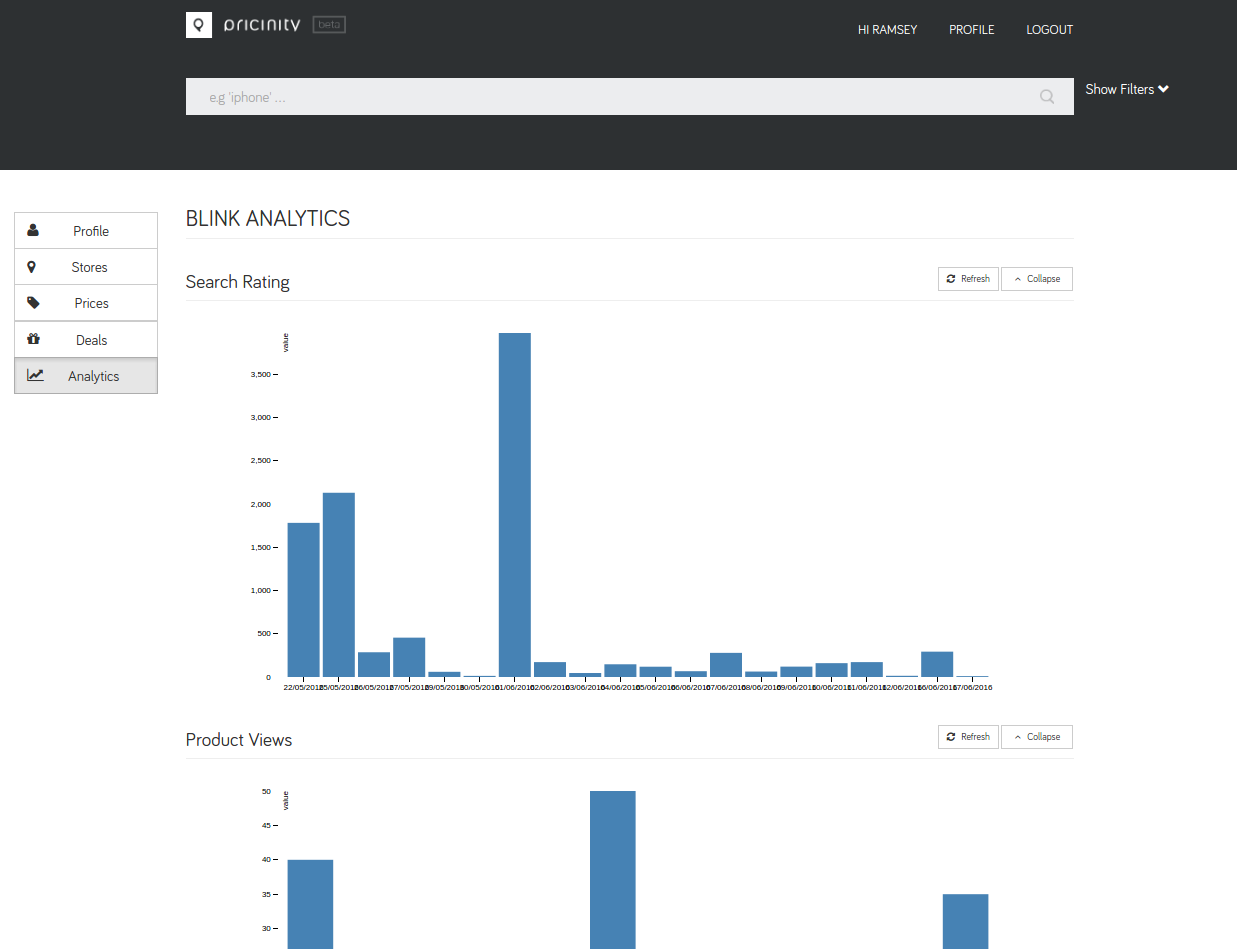 pricinity beta
HI RAMSEY PROFILE LOGOUT
e.g 'iphone' ...
Show Filters
Profile
Stores
Prices
Deals
Analytics
BLINK ANALYTICS
Search Rating
Refresh
Collapse
value
3,500
3,000
2,500
2,000
1,500
1,000
500
0
22/05/2016 25/05/2016 26/05/2016 27/05/2016 29/05/2016 30/05/2016 01/06/2016 02/06/2016 03/06/2016 04/06/2016 05/06/2016 06/06/2016 07/06/2016 08/06/2016 09/06/2016 10/06/2016 11/06/2016 12/06/2016 16/06/2016 17/06/2016
Product Views
Refresh
Collapse
value
50
45
40
35
30